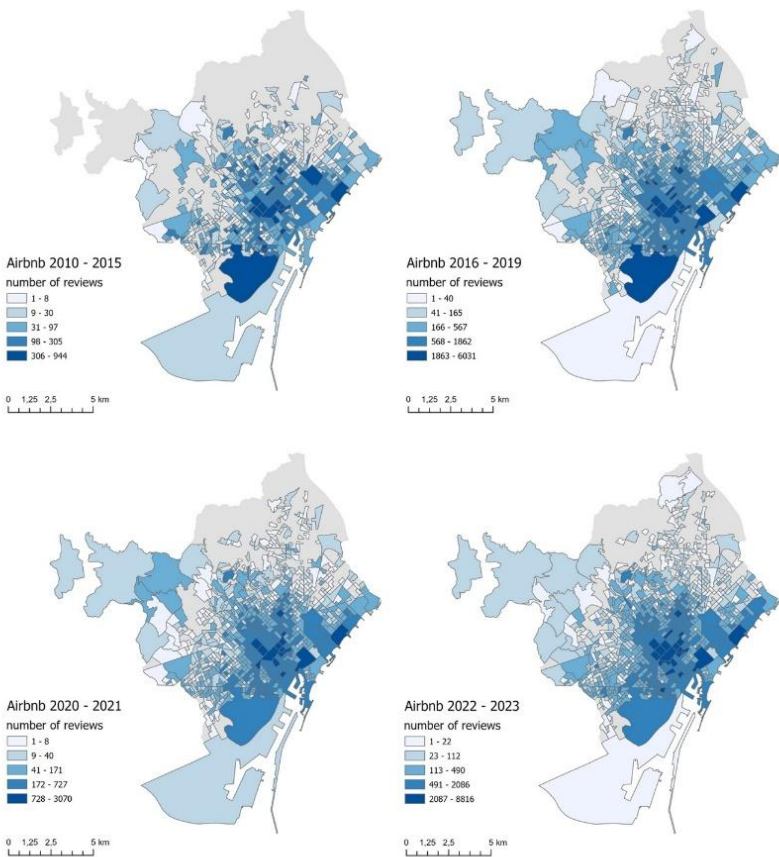 Airbnb 2010 - 2015
number of reviews
1 - 8
9 - 30
31 - 97
98 - 305
306 - 944
0 1,25 2,5 5 km
Airbnb 2016 - 2019
number of reviews
1 - 40
41 - 165
166 - 567
568 - 1862
1863 - 6031
0 1,25 2,5 5 km
Airbnb 2020 - 2021
number of reviews
1 - 8
9 - 40
41 - 171
172 - 727
728 - 3070
0 1,25 2,5 5 km
Airbnb 2022 - 2023
number of reviews
1 - 22
23 - 112
113 - 490
491 - 2086
2087 - 8816
0 1,25 2,5 5 km